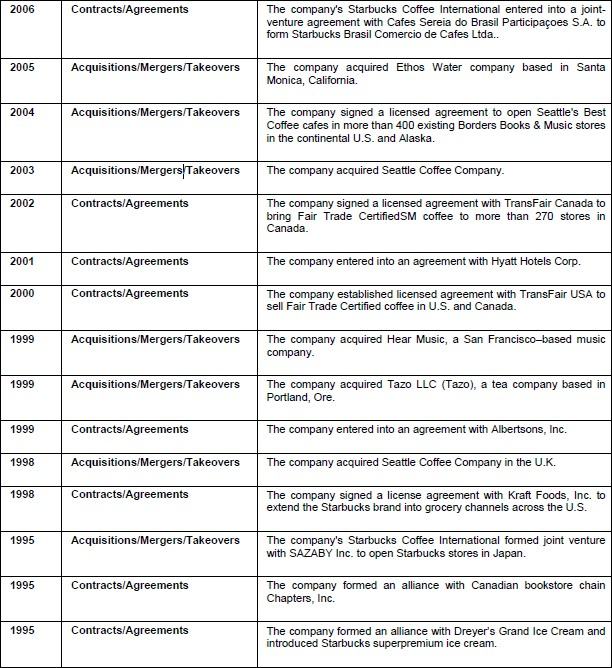 2006 Contracts/Agreements The company's Starbucks Coffee International entered into a joint-
venture agreement with Cafes Sereia do Brasil Participaçoes S.A. to
form Starbucks Brasil Comercio de Cafes Ltda..
2005 Acquisitions/Mergers/Takeovers The company acquired Ethos Water company based in Santa
Monica, California.
2004 Acquisitions/Mergers/Takeovers The company signed a licensed agreement to open Seattle's Best
Coffee cafes in more than 400 existing Borders Books & Music stores
in the continental U.S. and Alaska.
2003 Acquisitions/Mergers/Takeovers The company acquired Seattle Coffee Company.
2002 Contracts/Agreements The company signed a licensed agreement with TransFair Canada to
bring Fair Trade CertifiedSM coffee to more than 270 stores in
Canada.
2001 Contracts/Agreements The company entered into an agreement with Hyatt Hotels Corp.
2000 Contracts/Agreements The company established licensed agreement with TransFair USA to
sell Fair Trade Certified coffee in U.S. and Canada.
1999 Acquisitions/Mergers/Takeovers The company acquired Hear Music, a San Francisco–based music
company.
1999 Acquisitions/Mergers/Takeovers The company acquired Tazo LLC (Tazo), a tea company based in
Portland, Ore.
1999 Contracts/Agreements The company entered into an agreement with Albertsons, Inc.
1998 Acquisitions/Mergers/Takeovers The company acquired Seattle Coffee Company in the U.K.
1998 Contracts/Agreements The company signed a license agreement with Kraft Foods, Inc. to
extend the Starbucks brand into grocery channels across the U.S.
1995 Acquisitions/Mergers/Takeovers The company's Starbucks Coffee International formed joint venture
with SAZABY Inc. to open Starbucks stores in Japan.
1995 Contracts/Agreements The company formed an alliance with Canadian bookstore chain
Chapters, Inc.
1995 Contracts/Agreements The company formed an alliance with Dreyer's Grand Ice Cream and
introduced Starbucks superpremium ice cream.